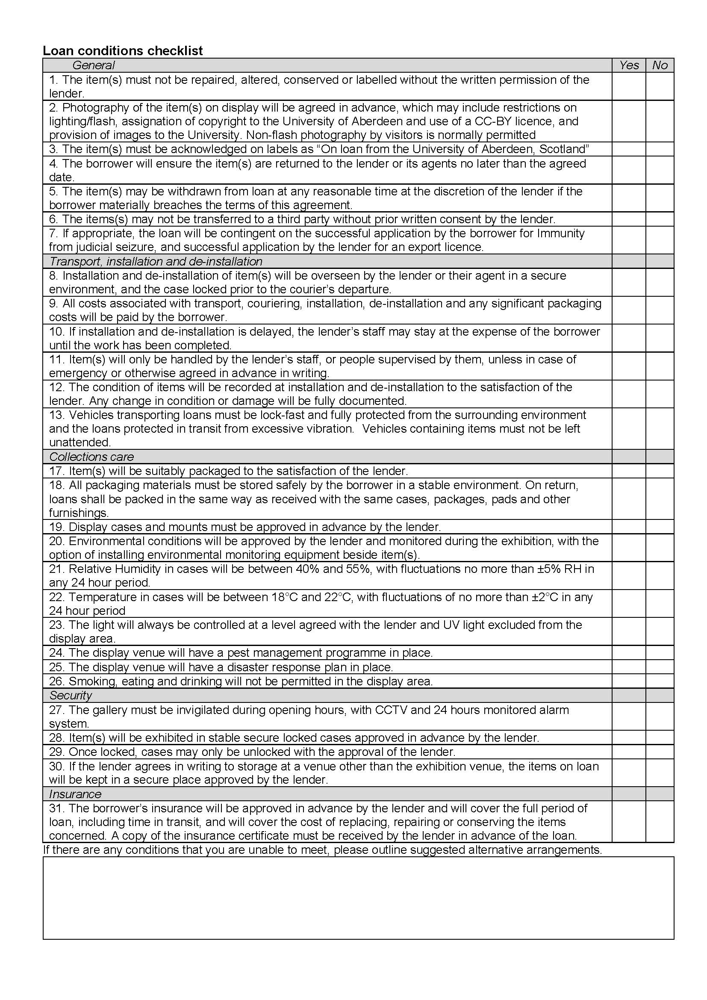 Loan conditions checklist
General Yes No
1. The item(s) must not be repaired, altered, conserved or labelled without the written permission of the
lender.
2. Photography of the item(s) on display will be agreed in advance, which may include restrictions on
lighting/flash, assignation of copyright to the University of Aberdeen and use of a CC-BY licence, and
provision of images to the University. Non-flash photography by visitors is normally permitted
3. The item(s) must be acknowledged on labels as “On loan from the University of Aberdeen, Scotland”
4. The borrower will ensure the item(s) are returned to the lender or its agents no later than the agreed
date.
5. The item(s) may be withdrawn from loan at any reasonable time at the discretion of the lender if the
borrower materially breaches the terms of this agreement.
6. The items(s) may not be transferred to a third party without prior written consent by the lender.
7. If appropriate, the loan will be contingent on the successful application by the borrower for Immunity
from judicial seizure, and successful application by the lender for an export licence.
Transport, installation and de-installation
8. Installation and de-installation of item(s) will be overseen by the lender or their agent in a secure
environment, and the case locked prior to the courier’s departure.
9. All costs associated with transport, couriering, installation, de-installation and any significant packaging
costs will be paid by the borrower.
10. If installation and de-installation is delayed, the lender’s staff may stay at the expense of the borrower
until the work has been completed.
11. Item(s) will only be handled by the lender’s staff, or people supervised by them, unless in case of
emergency or otherwise agreed in advance in writing.
12. The condition of items will be recorded at installation and de-installation to the satisfaction of the
lender. Any change in condition or damage will be fully documented.
13. Vehicles transporting loans must be lock-fast and fully protected from the surrounding environment
and the loans protected in transit from excessive vibration.  Vehicles containing items must not be left
unattended.
Collections care
17. Item(s) will be suitably packaged to the satisfaction of the lender.
18. All packaging materials must be stored safely by the borrower in a stable environment. On return,
loans shall be packed in the same way as received with the same cases, packages, pads and other
furnishings.
19. Display cases and mounts must be approved in advance by the lender.
20. Environmental conditions will be approved by the lender and monitored during the exhibition, with the
option of installing environmental monitoring equipment beside item(s).
21. Relative Humidity in cases will be between 40% and 55%, with fluctuations no more than ±5% RH in
any 24 hour period.
22. Temperature in cases will be between 18°C and 22°C, with fluctuations of no more than ±2°C in any
24 hour period
23. The light will always be controlled at a level agreed with the lender and UV light excluded from the
display area.
24. The display venue will have a pest management programme in place.
25. The display venue will have a disaster response plan in place.
26. Smoking, eating and drinking will not be permitted in the display area.
Security
27. The gallery must be invigilated during opening hours, with CCTV and 24 hours monitored alarm
system.
28. Item(s) will be exhibited in stable secure locked cases approved in advance by the lender.
29. Once locked, cases may only be unlocked with the approval of the lender.
30. If the lender agrees in writing to storage at a venue other than the exhibition venue, the items on loan
will be kept in a secure place approved by the lender.
Insurance
31. The borrower’s insurance will be approved in advance by the lender and will cover the full period of
loan, including time in transit, and will cover the cost of replacing, repairing or conserving the items
concerned. A copy of the insurance certificate must be received by the lender in advance of the loan.
If there are any conditions that you are unable to meet, please outline suggested alternative arrangements.